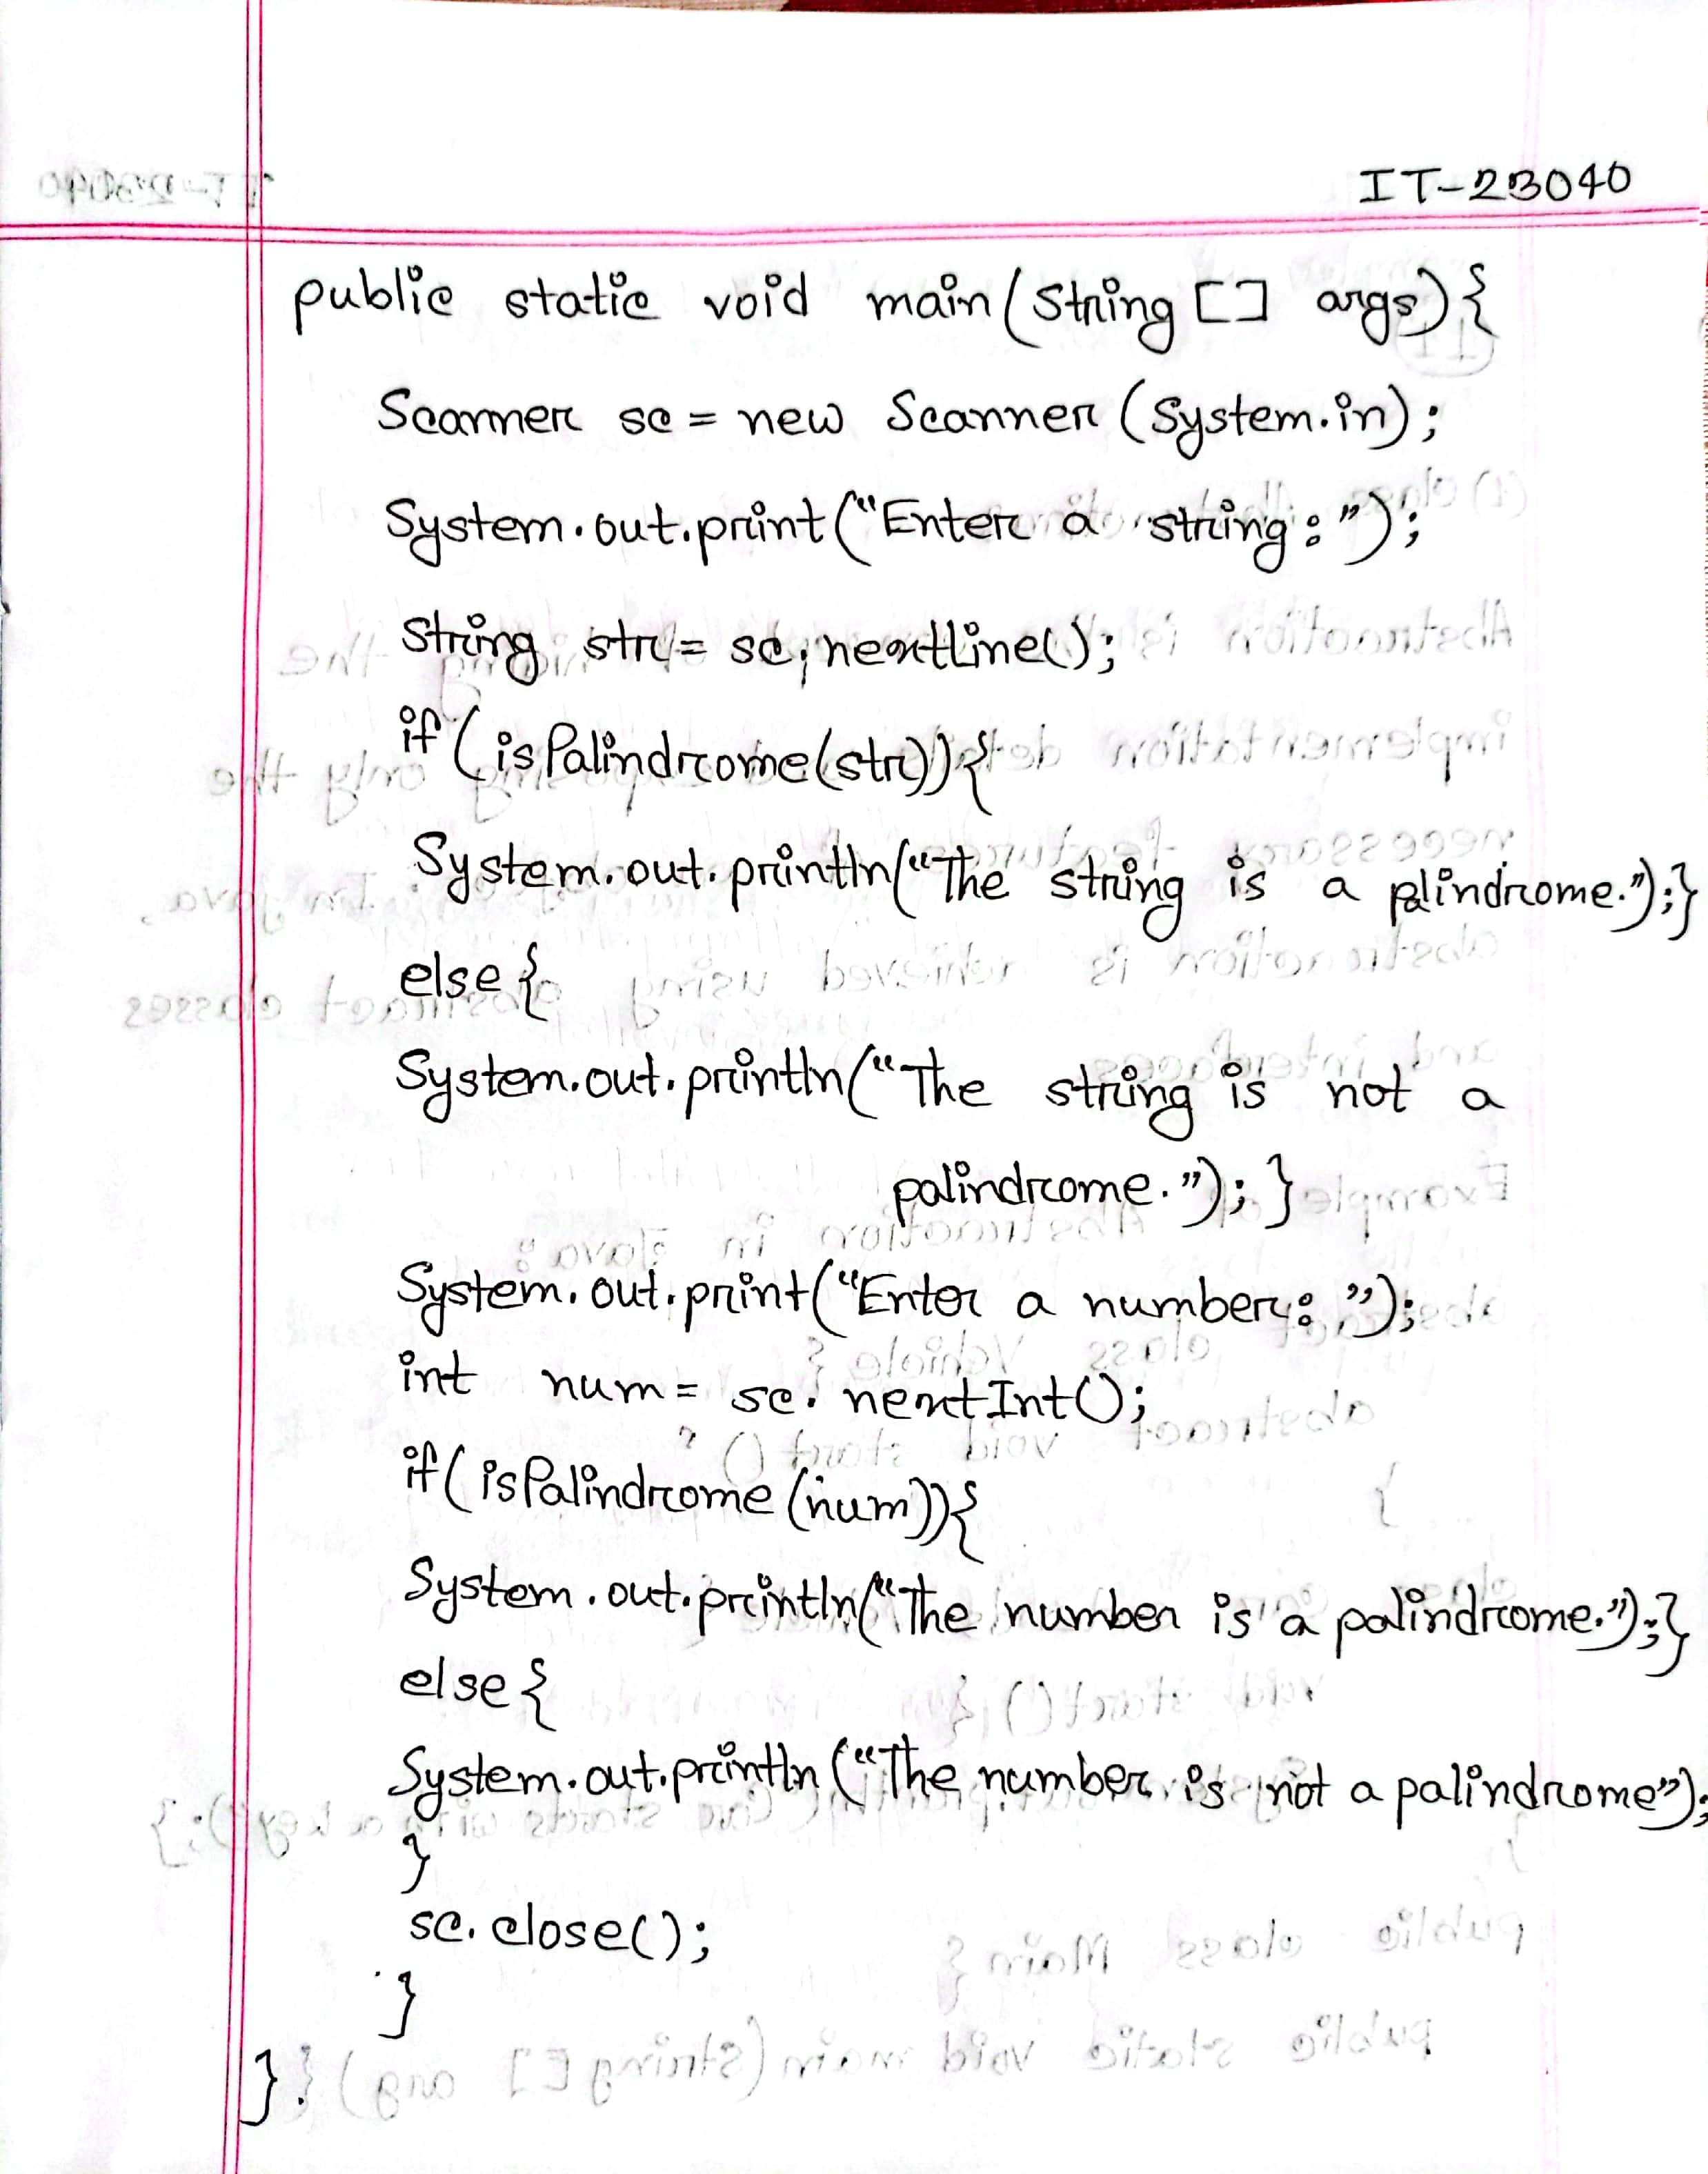 IT-23040
public static void main(String [] args){
Scanner sc = new Scanner (System.in);
System.out.print("Enter a string:");
String str = sc;nextline();
if(isPalindrome(str)){
System.out.println("The string is a plindrome.");}
else{
System.out.println("The string is not a
palindrome.");}
System.out.print("Enter a number: ");
int num = sc.nextInt();
if(isPalindrome(num)){
System.out.println("The number is a palindrome.");}
else{
System.out.println("The number is not a palindrome");
}
sc.close();
}
}